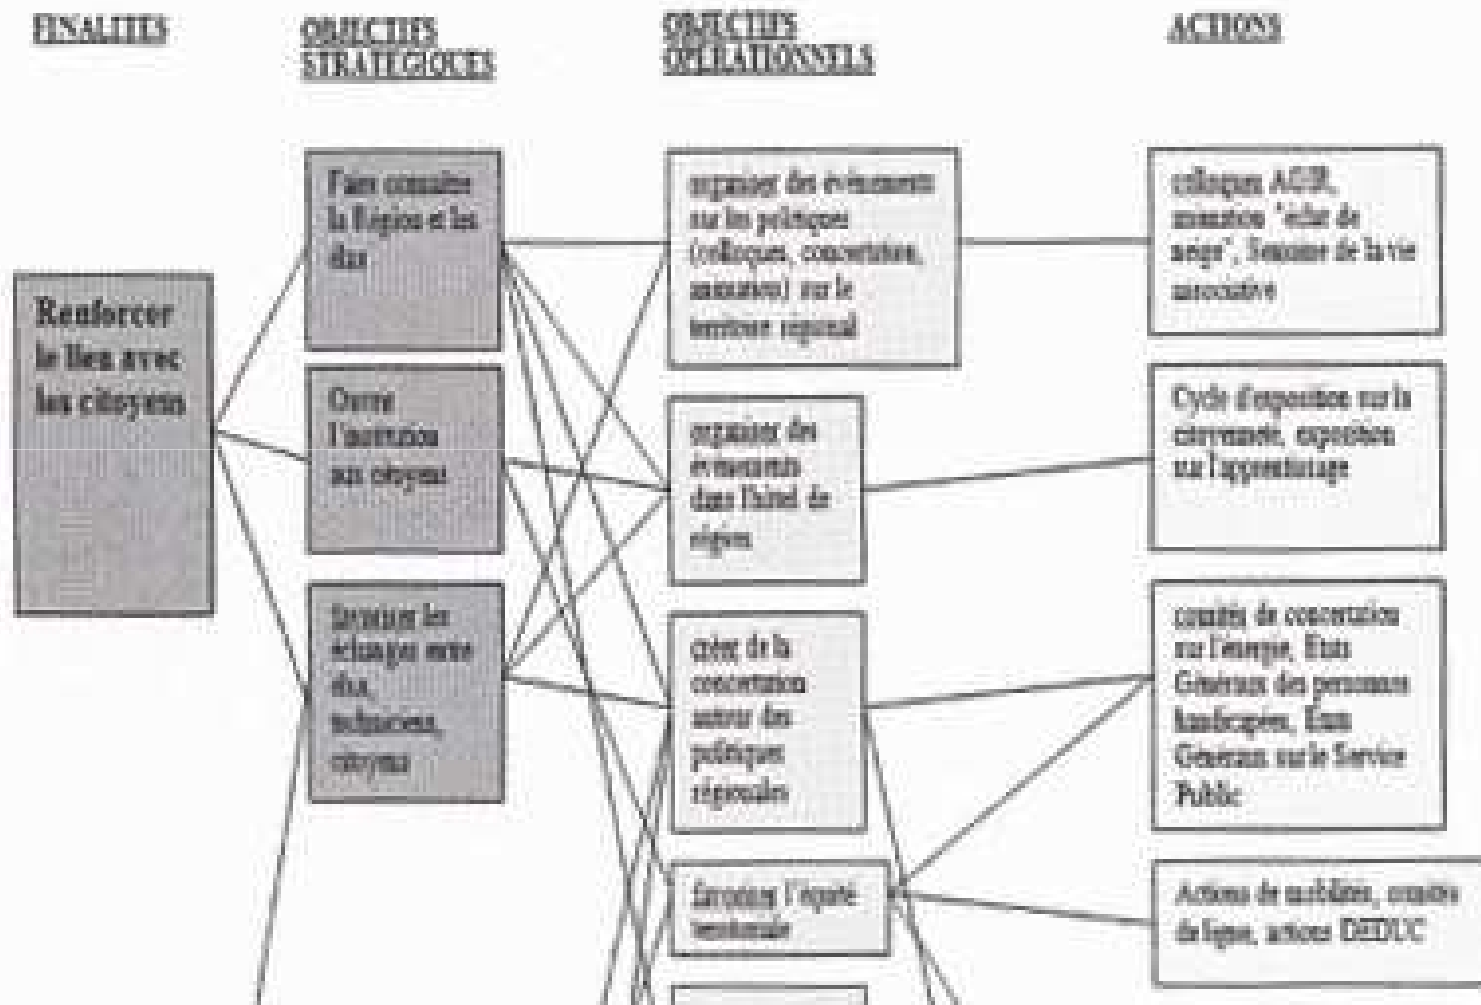 FINALITES
OBJECTIFS
STRATEGIQUES
OBJECTIFS
OPERATIONNELS
ACTIONS
Renforcer
le lien avec
les citoyens
Faire connaître
la Région et les
élus
Ouvrir
l'institution
aux citoyens
favoriser les
échanges entre
élus,
techniciens,
citoyens
organiser des événements
sur les politiques
(colloques, concertation,
animation) sur le
territoire régional
organiser des
événements
dans l'hôtel de
région
créer de la
concertation
autour des
politiques
régionales
favoriser l'équité
territoriale
colloques AGIR,
animation "éclat de
neige", Semaine de la vie
associative
Cycle d'exposition sur la
citoyenneté, exposition
sur l'apprentissage
comités de concertation
sur l'énergie, Etats
Généraux des personnes
handicapées, Etats
Généraux sur le Service
Public
Actions de mobilités, comités
de ligne, actions DEDUC